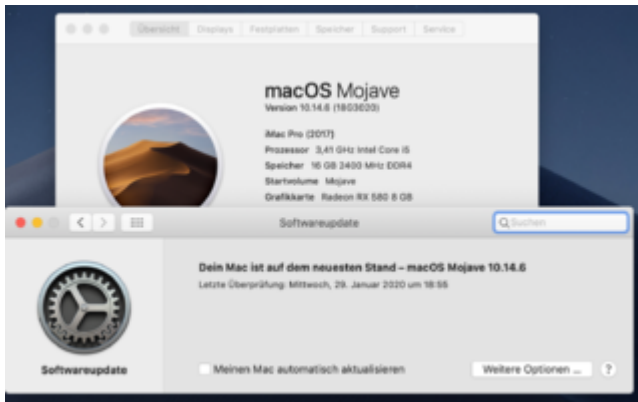 Übersicht Displays Festplatten Speicher Support Service
macOS Mojave
Version 10.14.6 (18G3020)
iMac Pro (2017)
Prozessor 3,41 GHz Intel Core i5
Speicher 16 GB 2400 MHz DDR4
Startvolume Mojave
Grafikkarte Radeon RX 580 8 GB
Softwareupdate
Suchen
Dein Mac ist auf dem neuesten Stand – macOS Mojave 10.14.6
Letzte Überprüfung: Mittwoch, 29. Januar 2020 um 18:55
Softwareupdate
Meinen Mac automatisch aktualisieren
Weitere Optionen ...
?